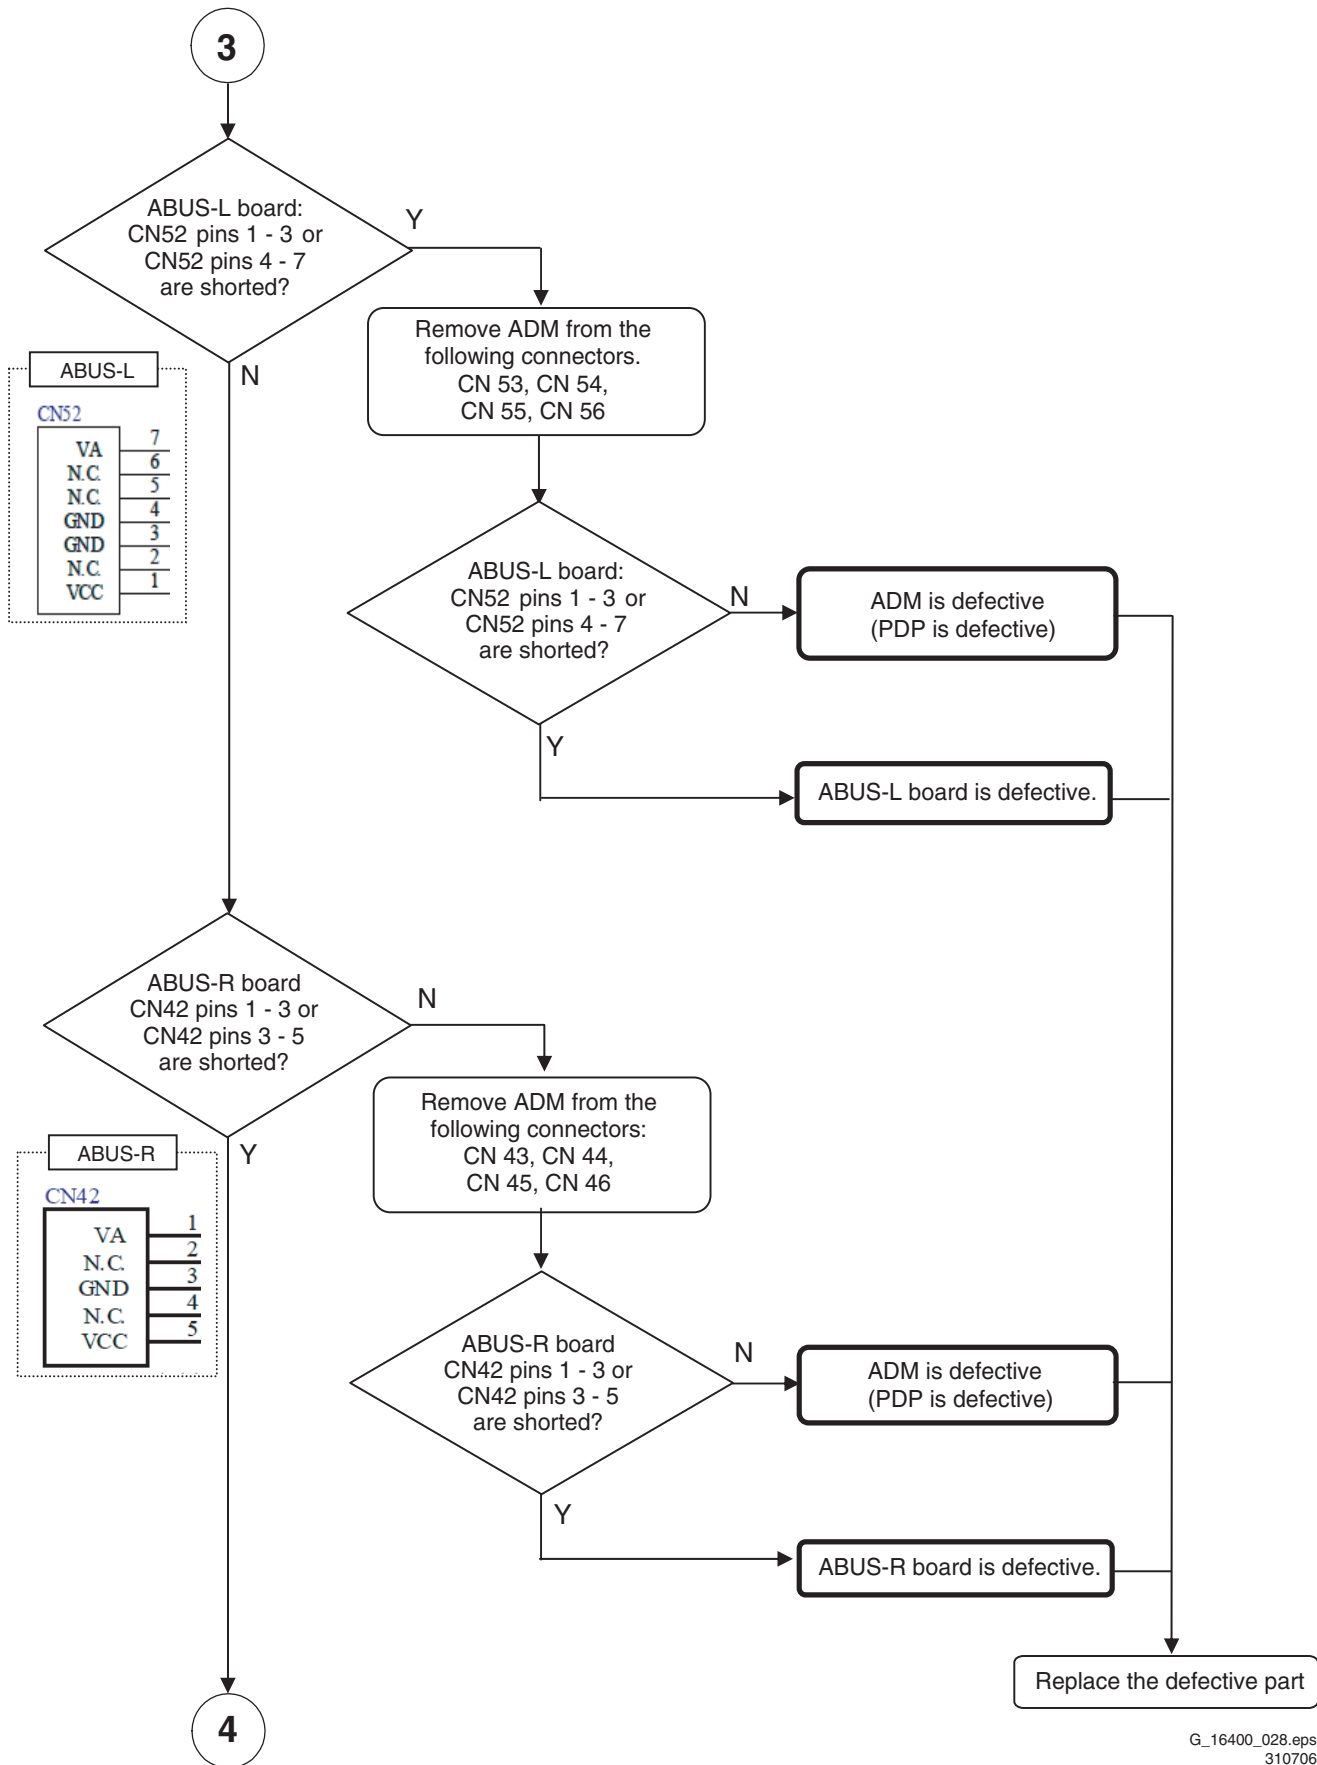 3
ABUS-L board:
CN52 pins 1 - 3 or
CN52 pins 4 - 7
are shorted?
Y
N
Remove ADM from the
following connectors.
CN 53, CN 54,
CN 55, CN 56
ABUS-L
CN52
VA 7
N.C. 6
N.C. 5
GND 4
GND 3
N.C. 2
VCC 1
ABUS-L board:
CN52 pins 1 - 3 or
CN52 pins 4 - 7
are shorted?
N
ADM is defective
(PDP is defective)
Y
ABUS-L board is defective.
ABUS-R board
CN42 pins 1 - 3 or
CN42 pins 3 - 5
are shorted?
N
Y
Remove ADM from the
following connectors:
CN 43, CN 44,
CN 45, CN 46
ABUS-R
CN42
VA 1
N.C. 2
GND 3
N.C. 4
VCC 5
ABUS-R board
CN42 pins 1 - 3 or
CN42 pins 3 - 5
are shorted?
N
ADM is defective
(PDP is defective)
Y
ABUS-R board is defective.
Replace the defective part
4
G_16400_028.eps
310706